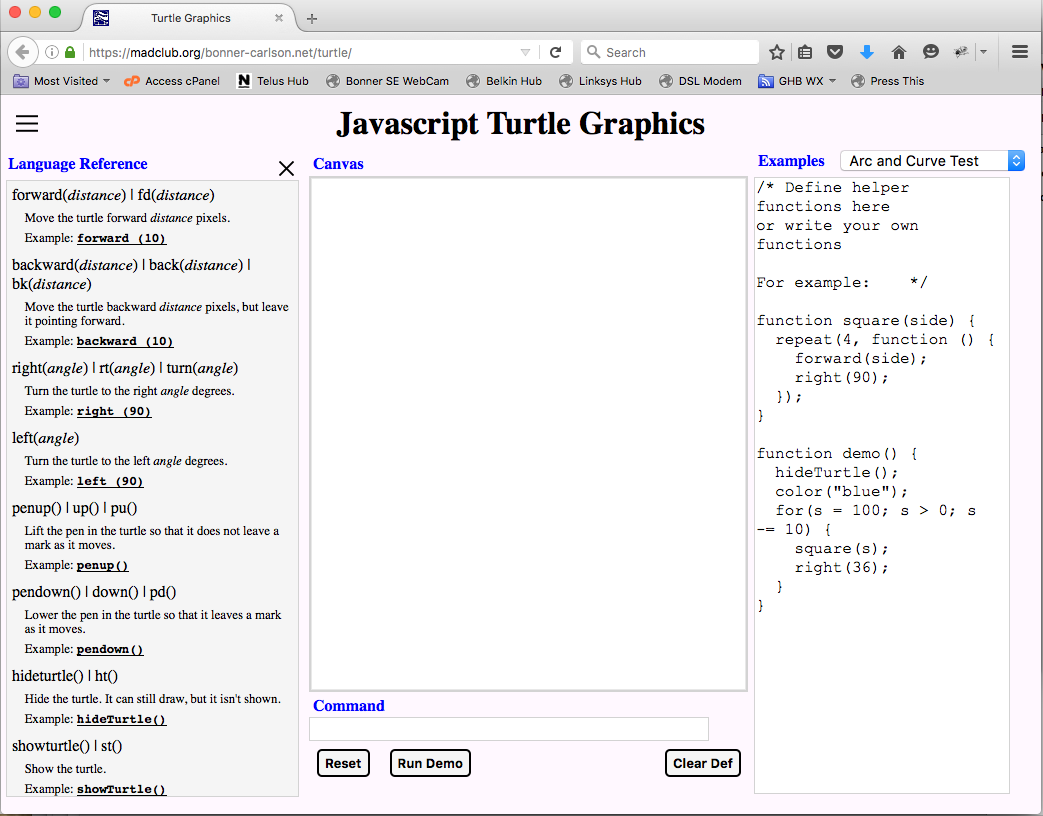 Turtle Graphics
https://madclub.org/bonner-carlson.net/turtle/
Search
Most Visited
cP Access cPanel
N Telus Hub
Bonner SE WebCam
Belkin Hub
Linksys Hub
DSL Modem
GHB WX
Press This
Javascript Turtle Graphics
Language Reference
forward(distance) | fd(distance)
Move the turtle forward distance pixels.
Example: forward (10)
backward(distance) | back(distance) |
bk(distance)
Move the turtle backward distance pixels, but leave
it pointing forward.
Example: backward (10)
right(angle) | rt(angle) | turn(angle)
Turn the turtle to the right angle degrees.
Example: right (90)
left(angle)
Turn the turtle to the left angle degrees.
Example: left (90)
penup() | up() | pu()
Lift the pen in the turtle so that it does not leave a
mark as it moves.
Example: penup()
pendown() | down() | pd()
Lower the pen in the turtle so that it leaves a mark
as it moves.
Example: pendown()
hideturtle() | ht()
Hide the turtle. It can still draw, but it isn't shown.
Example: hideTurtle()
showturtle() | st()
Show the turtle.
Example: showTurtle()
Canvas
Command
Reset
Run Demo
Clear Def
Examples
Arc and Curve Test
/* Define helper
functions here
or write your own
functions
For example:    */
function square(side) {
  repeat(4, function () {
    forward(side);
    right(90);
  });
}
function demo() {
  hideTurtle();
  color("blue");
  for(s = 100; s > 0; s
-= 10) {
    square(s);
    right(36);
  }
}